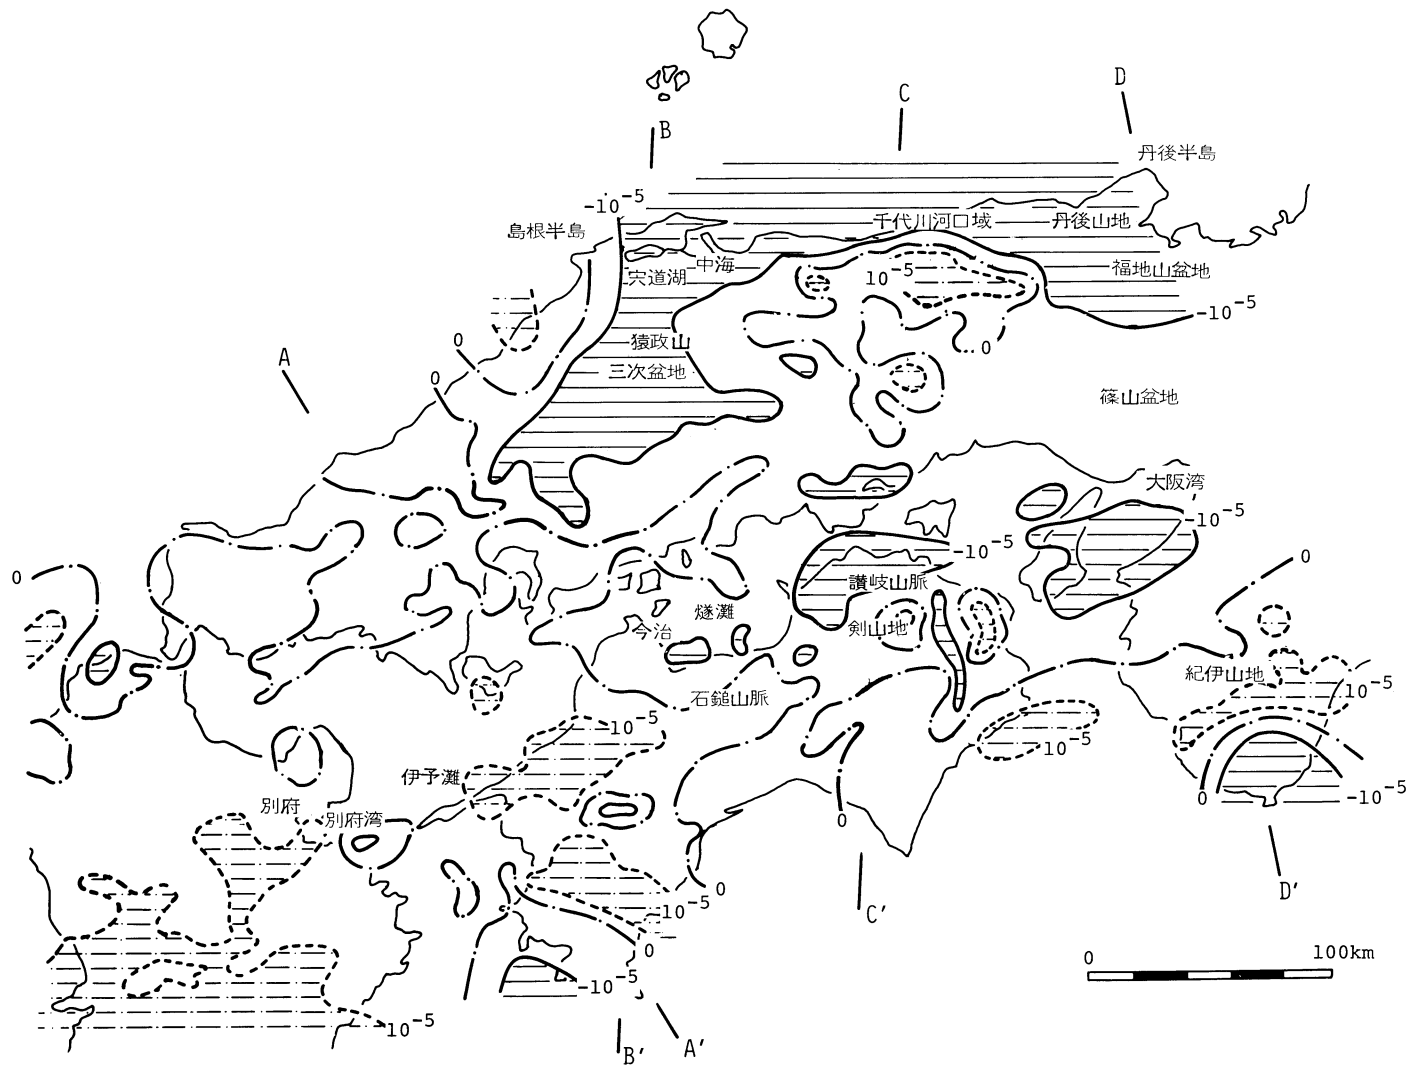 D
C
B
丹後半島
-10-5
島根半島
千代川河口域
丹後山地
中海
宍道湖
10-5
福地山盆地
-10-5
猿政山
0
0
A
三次盆地
0
篠山盆地
大阪湾
-10-5
-10-5
0
0
讃岐山脈
燧灘
今治
剣山地
紀伊山地
石鎚山脈
10-5
10-5
10-5
伊予灘
0
-10-5
別府
別府湾
0
0
D'
10-5
C'
0
-10-5
0
100km
10-5
B'
A'